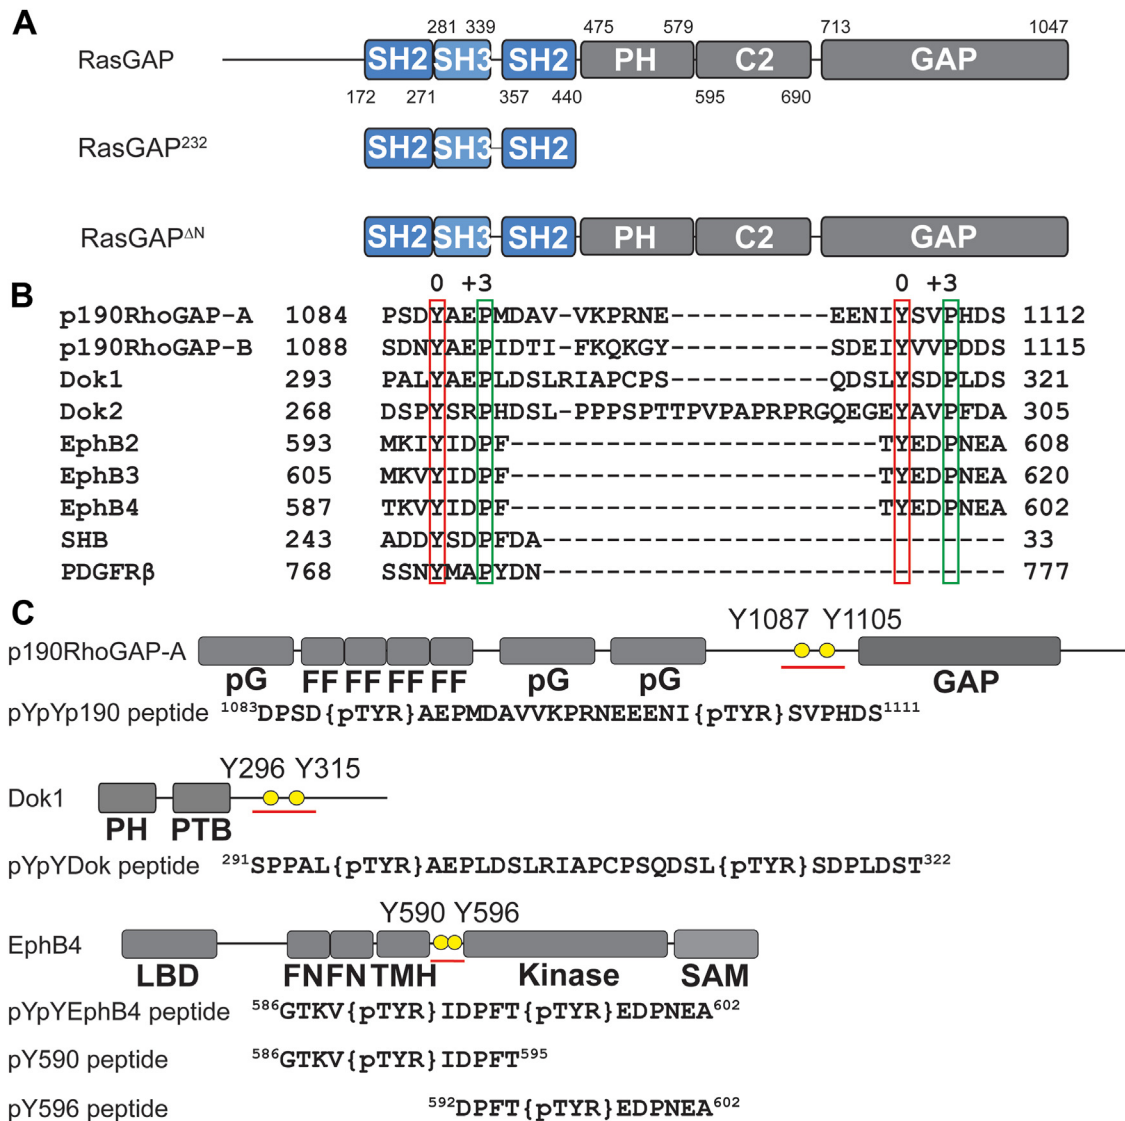 A
281 339 475 579 713 1047
RasGAP SH2 SH3 SH2 PH C2 GAP
172 271 357 440 595 690
RasGAP²³² SH2 SH3 SH2
RasGAPΔN SH2 SH3 SH2 PH C2 GAP
B
0 +3 0 +3
p190RhoGAP-A 1084 PSDYAEPMDAV-VKPRNE----------EENIYSVPHDS 1112
p190RhoGAP-B 1088 SDNYAEPIDTI-FKQKGY----------SDEIYVVPDDS 1115
Dok1 293 PALYAEPLDSLRIAPCPS----------QDSLYSDPLDS 321
Dok2 268 DSPYSRPHDSL-PPPSPTTPVPAPRPRGQEGEYAVPFDA 305
EphB2 593 MKIYIDPF-----------------------TYEDPNEA 608
EphB3 605 MKVYIDPF-----------------------TYEDPNEA 620
EphB4 587 TKVYIDPF-----------------------TYEDPNEA 602
SHB 243 ADDYSDPFDA----------------------------- 33
PDGFRβ 768 SSNYMAPYDN----------------------------- 777
C
Y1087 Y1105
p190RhoGAP-A
pG FF FF FF FF pG pG GAP
pYpYp190 peptide ¹⁰⁸³DPSD{pTYR}AEPMDAVVKPRNEEENI{pTYR}SVPHDS¹¹¹¹
Y296 Y315
Dok1
PH PTB
pYpYDok peptide ²⁹¹SPPAL{pTYR}AEPLDSLRIAPCPSQDSL{pTYR}SDPLDST³²²
Y590 Y596
EphB4
LBD FN FN TMH Kinase SAM
pYpYEphB4 peptide ⁵⁸⁶GTKV{pTYR}IDPFT{pTYR}EDPNEA⁶⁰²
pY590 peptide ⁵⁸⁶GTKV{pTYR}IDPFT⁵⁹⁵
pY596 peptide ⁵⁹²DPFT{pTYR}EDPNEA⁶⁰²